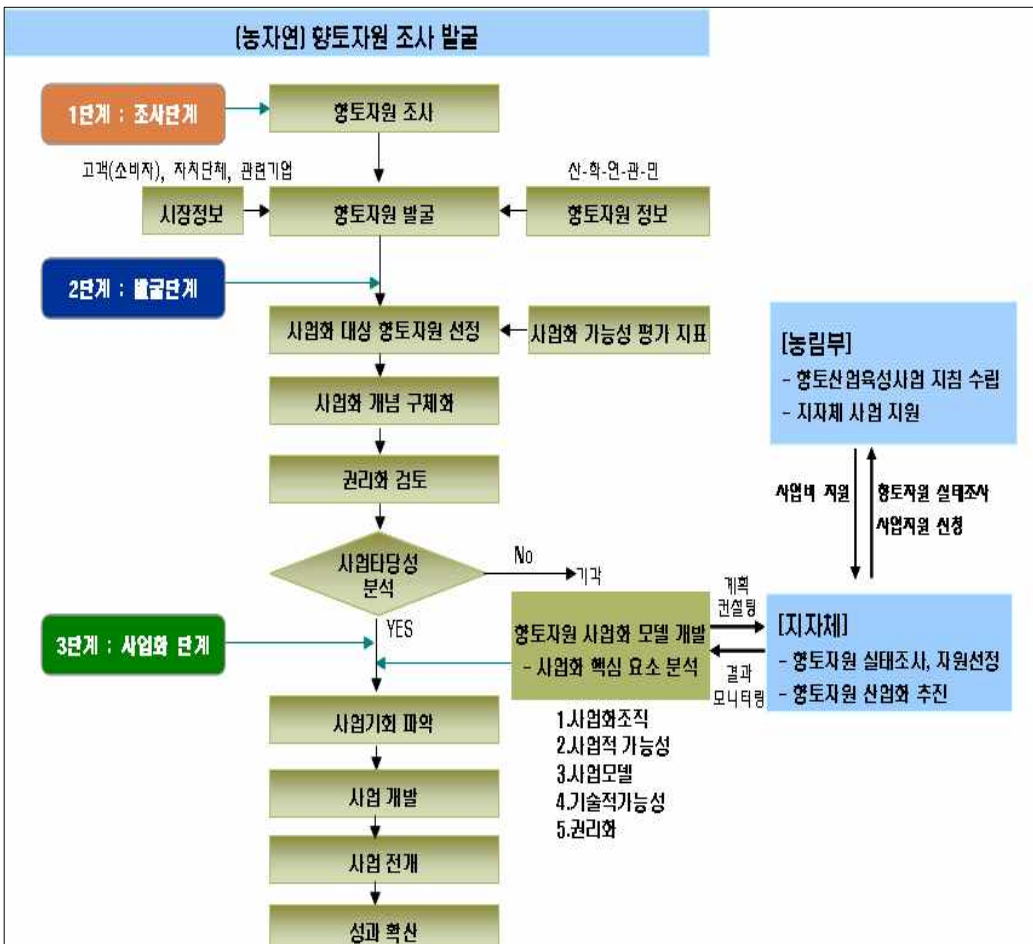 (농자연) 향토자원 조사 발굴
1단계 : 조사단계
향토자원 조사
고객(소비자), 자치단체, 관련기업
산-학-연-관-민
시장정보
향토자원 발굴
향토자원 정보
2단계 : 발굴단계
사업화 대상 향토자원 선정
사업화 가능성 평가 지표
사업화 개념 구체화
권리화 검토
사업타당성
분석
No
기각
YES
3단계 : 사업화 단계
향토자원 사업화 모델 개발
- 사업화 핵심 요소 분석
1.사업화조직
2.사업적 가능성
3.사업모델
4.기술적가능성
5.권리화
계획
컨설팅
결과
모니터링
[농림부]
- 향토산업육성사업 지침 수립
- 지자체 사업 지원
사업비 지원
향토자원 실태조사
사업지원 신청
[지자체]
- 향토자원 실태조사, 자원선정
- 향토자원 산업화 추진
사업기회 파악
사업 개발
사업 전개
성과 확산